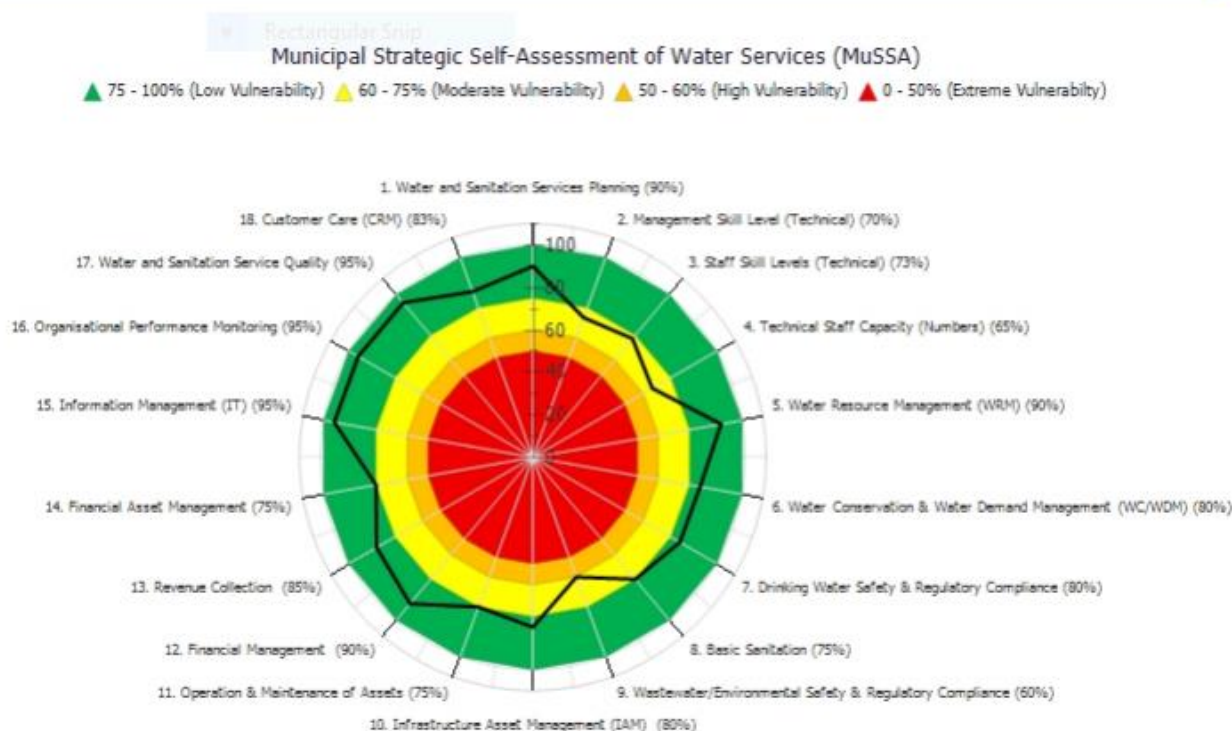 Rectangular Snip
Municipal Strategic Self-Assessment of Water Services (MuSSA)
75 - 100% (Low Vulnerability) 60 - 75% (Moderate Vulnerability) 50 - 60% (High Vulnerability) 0 - 50% (Extreme Vulnerabilty)
1. Water and Sanitation Services Planning (90%)
18. Customer Care (CRM) (83%)
2. Management Skill Level (Technical) (70%)
17. Water and Sanitation Service Quality (95%)
3. Staff Skill Levels (Technical) (73%)
16. Organisational Performance Monitoring (95%)
4. Technical Staff Capacity (Numbers) (65%)
15. Information Management (IT) (95%)
5. Water Resource Management (WRM) (90%)
14. Financial Asset Management (75%)
6. Water Conservation & Water Demand Management (WC/WDM) (80%)
13. Revenue Collection (85%)
7. Drinking Water Safety & Regulatory Compliance (80%)
12. Financial Management (90%)
8. Basic Sanitation (75%)
11. Operation & Maintenance of Assets (75%)
9. Wastewater/Environmental Safety & Regulatory Compliance (60%)
10. Infrastructure Asset Management (IAM) (80%)
100
80
60
40
20
0